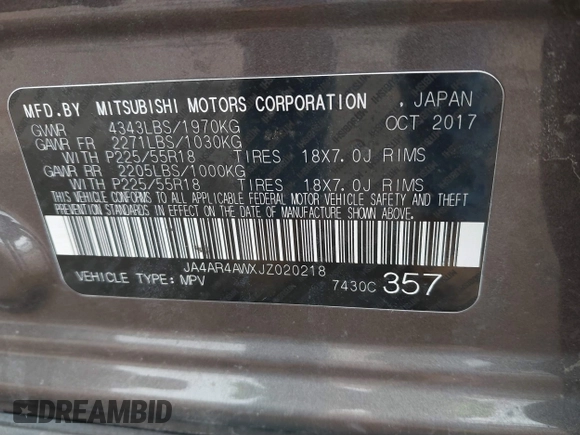 MFD.BY MITSUBISHI MOTORS CORPORATION , JAPAN
GVWR 4343LBS/1970KG OCT 2017
GAWR FR 2271LBS/1030KG
WITH P225/55R18 TIRES 18X7.0J RIMS
GAWR RR 2205LBS/1000KG
WITH P225/55R18 TIRES 18X7.0J RIMS
THIS VEHICLE CONFORMS TO ALL APPLICABLE FEDERAL MOTOR VEHICLE SAFETY AND THEFT
PREVENTION STANDARDS IN EFFECT ON THE DATE OF MANUFACTURE SHOWN ABOVE.
JA4AR4AWXJZ020218
VEHICLE TYPE: MPV 7430C 357
DREAMBID